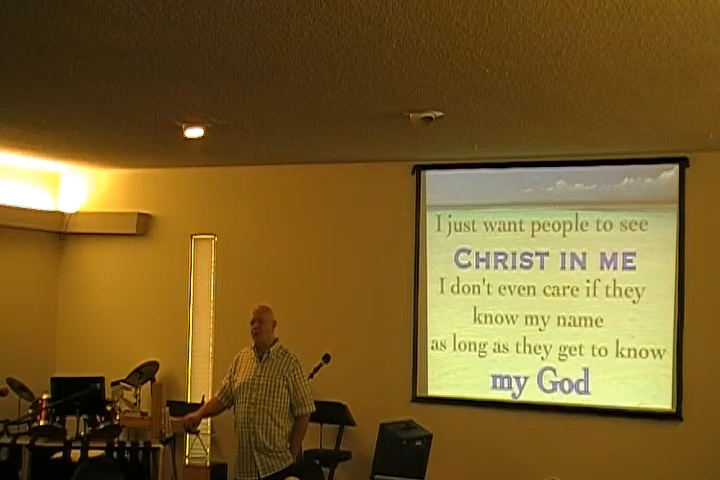 I just want people to see
CHRIST IN ME
I don't even care if they
know my name
as long as they get to know
my God